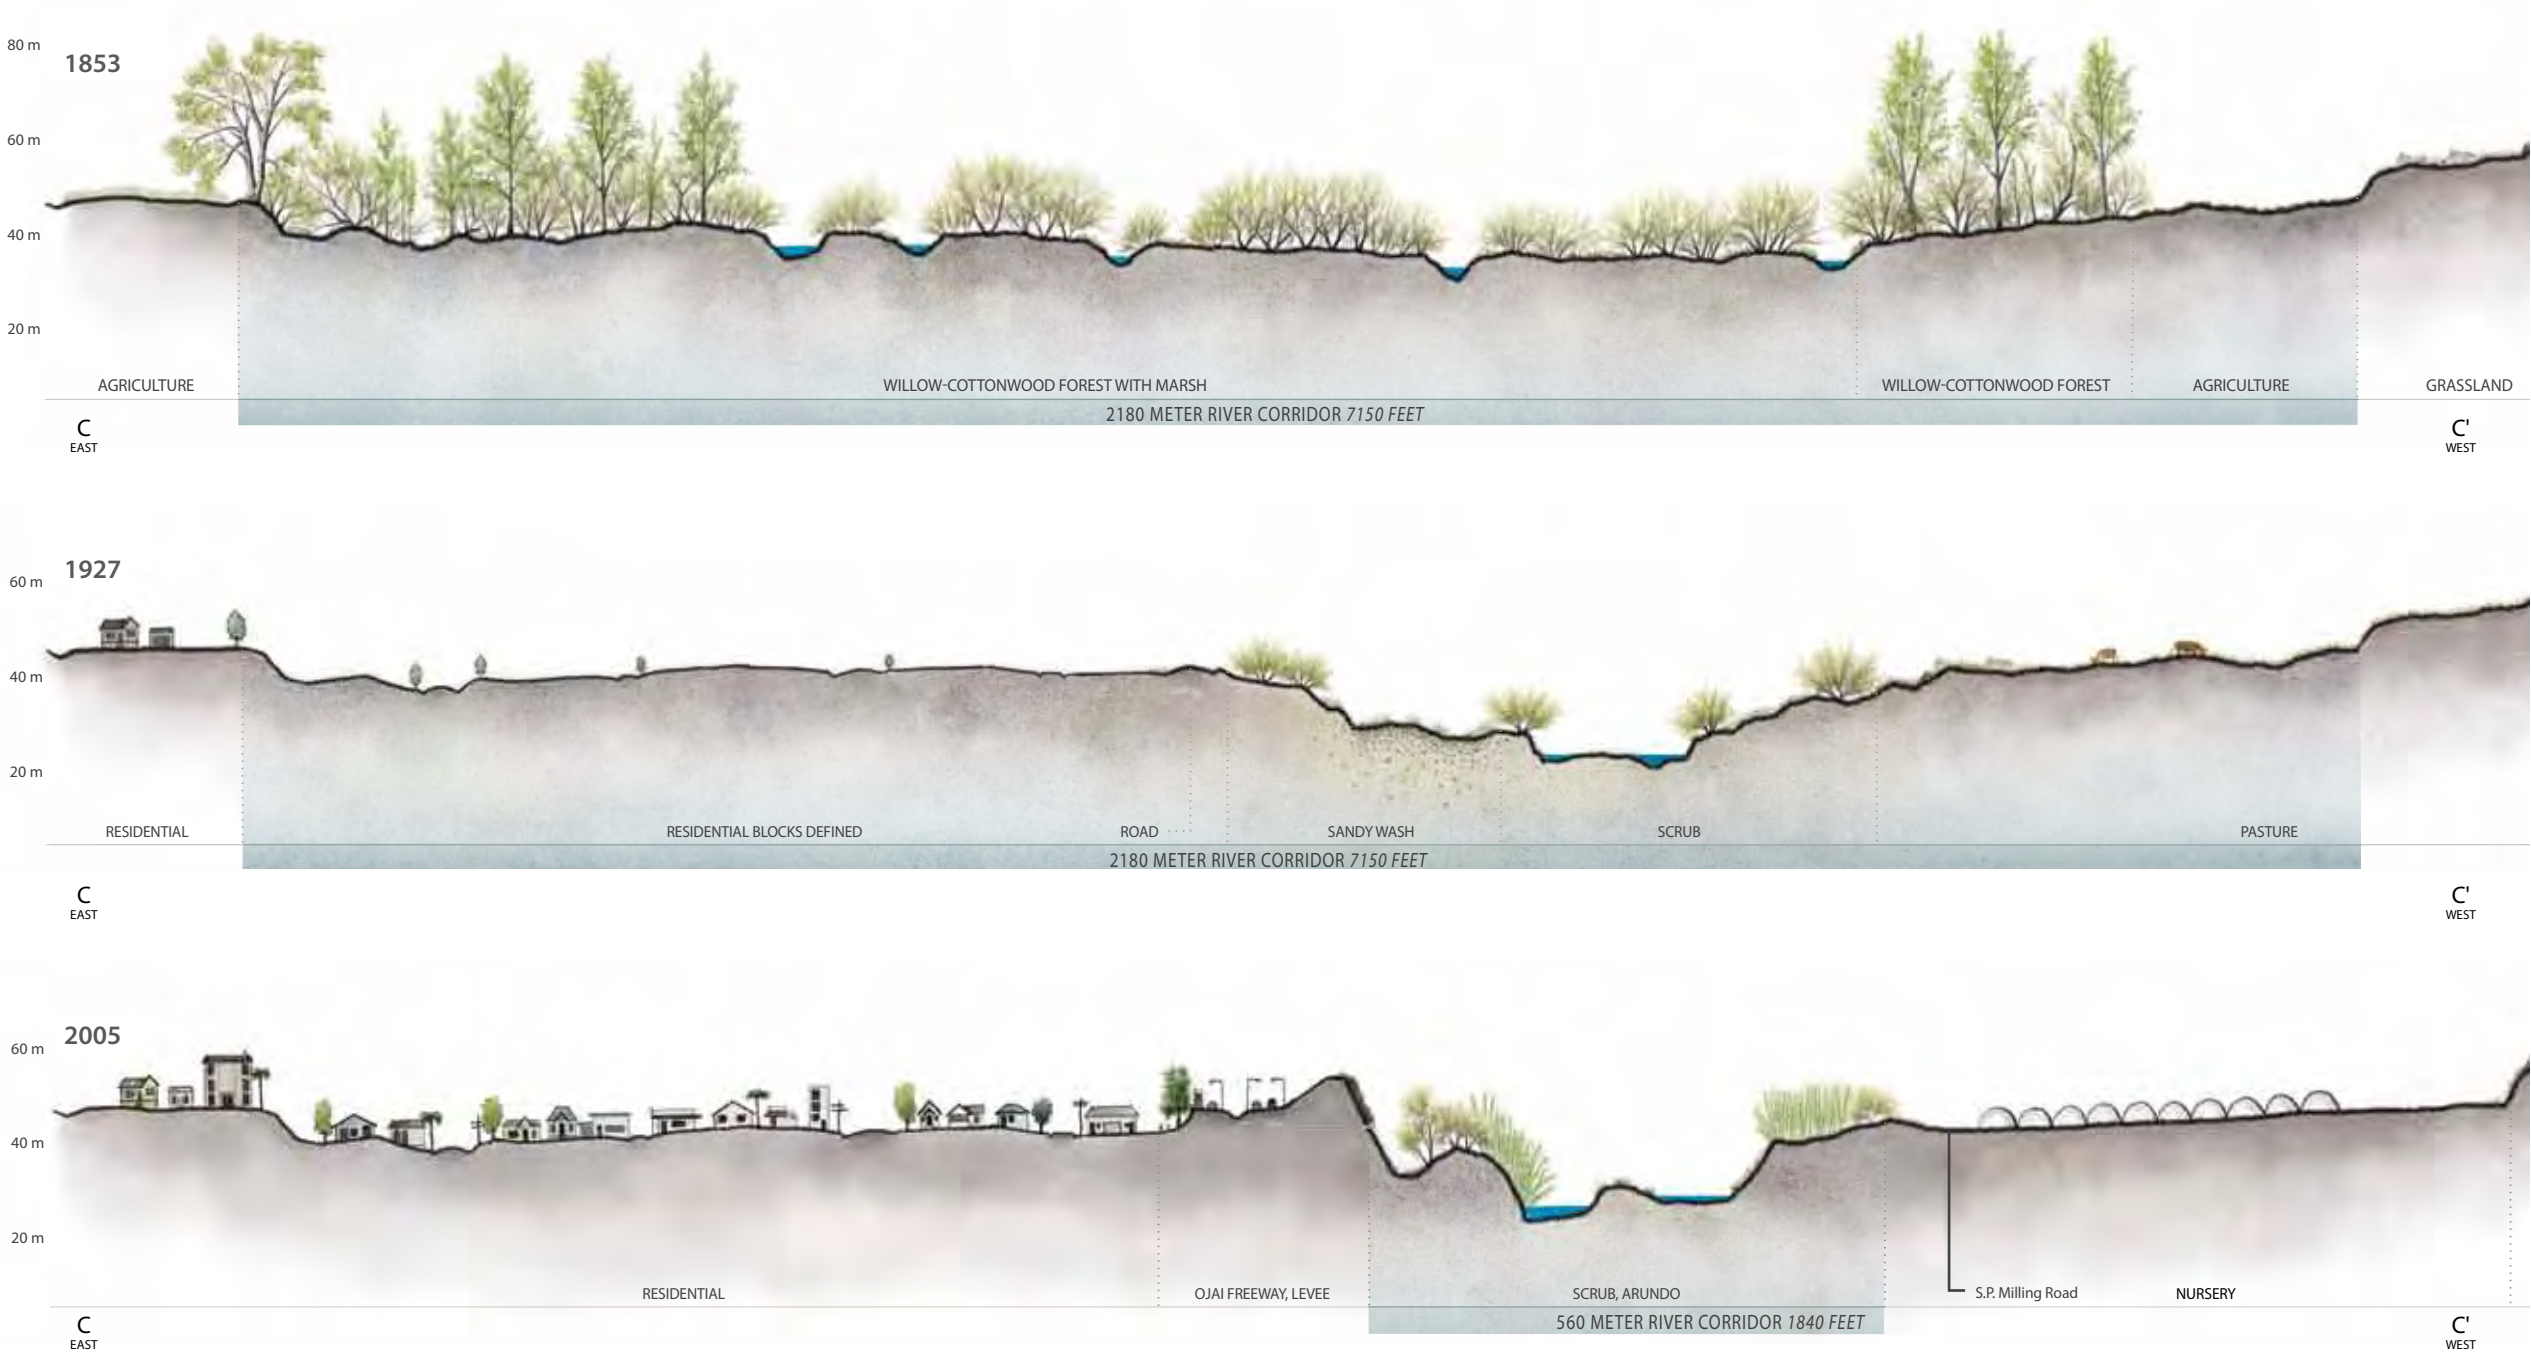 80 m
1853
60 m
40 m
20 m
AGRICULTURE
WILLOW-COTTONWOOD FOREST WITH MARSH
WILLOW-COTTONWOOD FOREST
AGRICULTURE
GRASSLAND
2180 METER RIVER CORRIDOR 7150 FEET
C
EAST
C'
WEST
1927
60 m
40 m
20 m
RESIDENTIAL
RESIDENTIAL BLOCKS DEFINED
ROAD
SANDY WASH
SCRUB
PASTURE
2180 METER RIVER CORRIDOR 7150 FEET
C
EAST
C'
WEST
2005
60 m
40 m
20 m
RESIDENTIAL
OJAI FREEWAY, LEVEE
SCRUB, ARUNDO
S.P. Milling Road
NURSERY
560 METER RIVER CORRIDOR 1840 FEET
C
EAST
C'
WEST